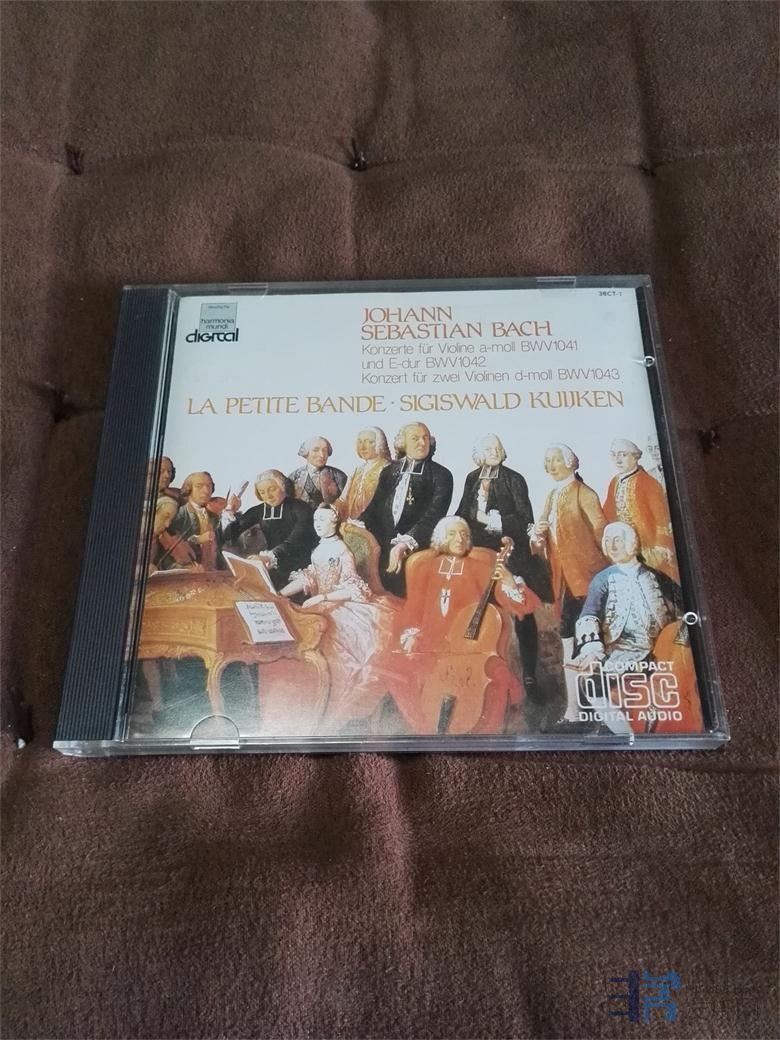 38CT-1
deutsche
harmonia
mundi
digital
JOHANN
SEBASTIAN BACH
Konzerte für Violine a-moll BWV1041
und E-dur BWV1042
Konzert für zwei Violinen d-moll BWV1043
LA PETITE BANDE · SIGISWALD KUIJKEN
COMPACT
disc
DIGITAL AUDIO